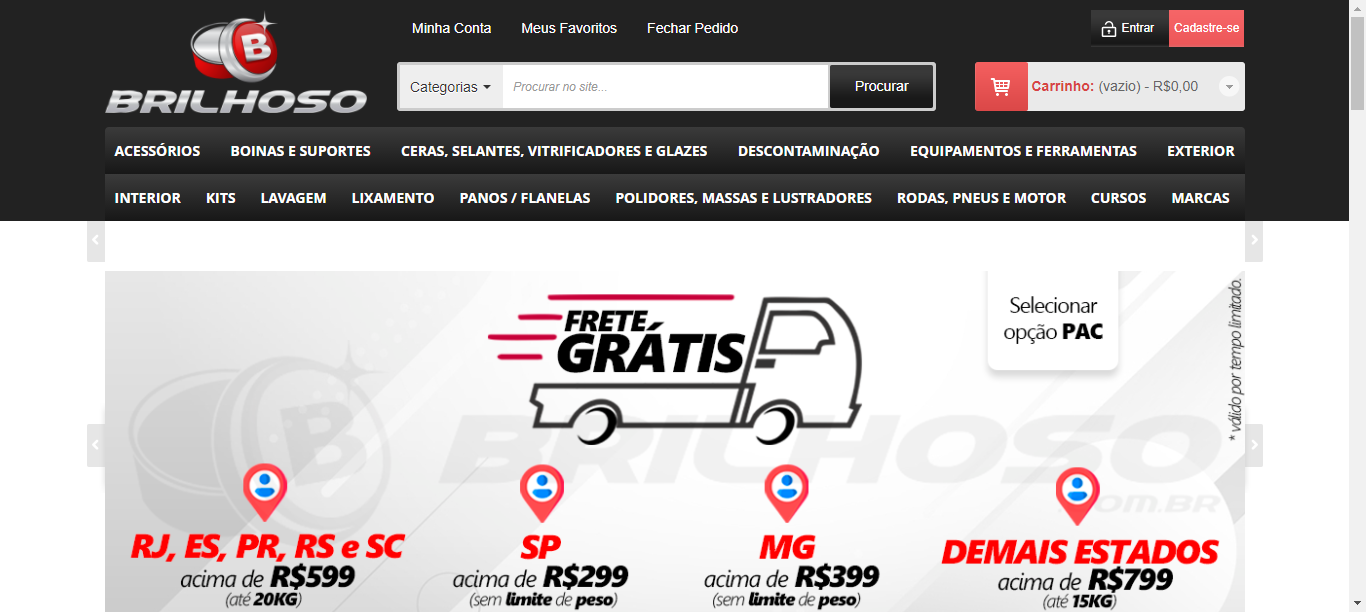 Minha Conta Meus Favoritos Fechar Pedido
Entrar Cadastre-se
B
BRILHOSO
Categorias Procurar no site... Procurar
Carrinho: (vazio) - R$0,00
ACESSÓRIOS BOINAS E SUPORTES CERAS, SELANTES, VITRIFICADORES E GLAZES DESCONTAMINAÇÃO EQUIPAMENTOS E FERRAMENTAS EXTERIOR
INTERIOR KITS LAVAGEM LIXAMENTO PANOS / FLANELAS POLIDORES, MASSAS E LUSTRADORES RODAS, PNEUS E MOTOR CURSOS MARCAS
FRETE
GRÁTIS
Selecionar
opção PAC
* válido por tempo limitado.
B
BRILHOSO
.COM.BR
RJ, ES, PR, RS e SC
acima de R$599
(até 20KG)
SP
acima de R$299
(sem limite de peso)
MG
acima de R$399
(sem limite de peso)
DEMAIS ESTADOS
acima de R$799
(até 15KG)